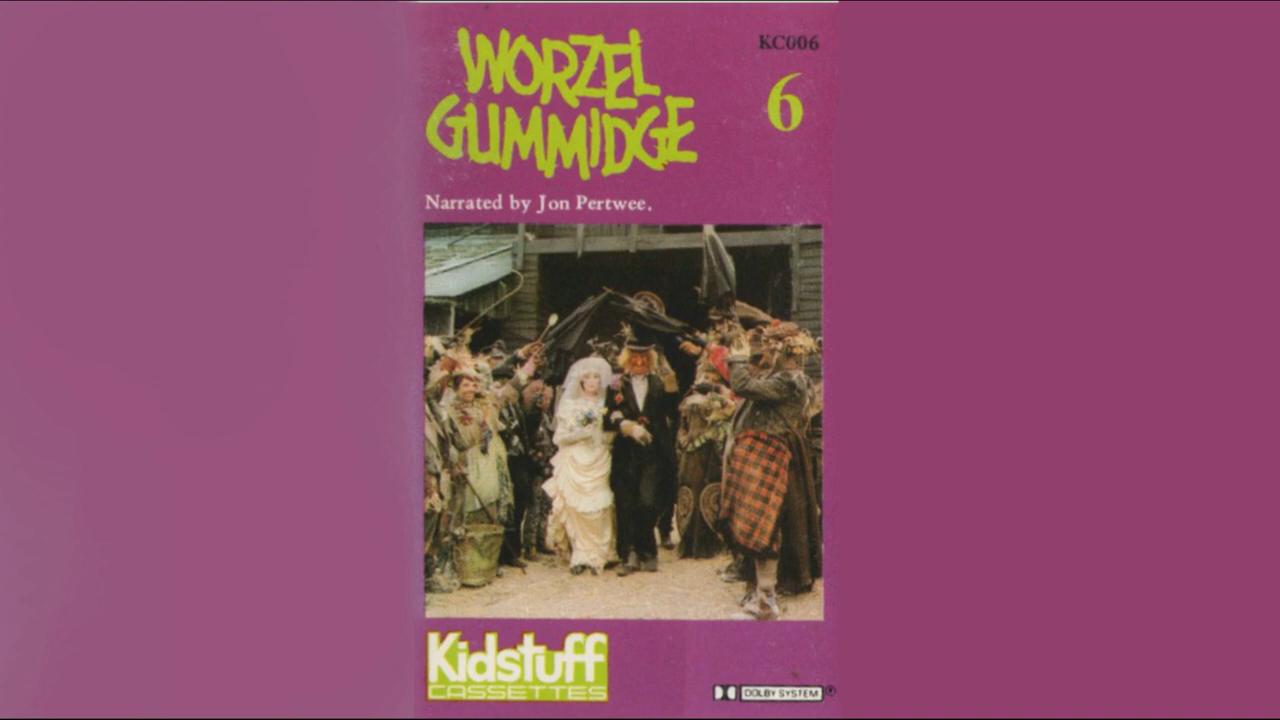 WORZEL
GUMMIDGE
KC006
6
Narrated by Jon Pertwee.
Kidstuff
CASSETTES
DOLBY SYSTEM ®